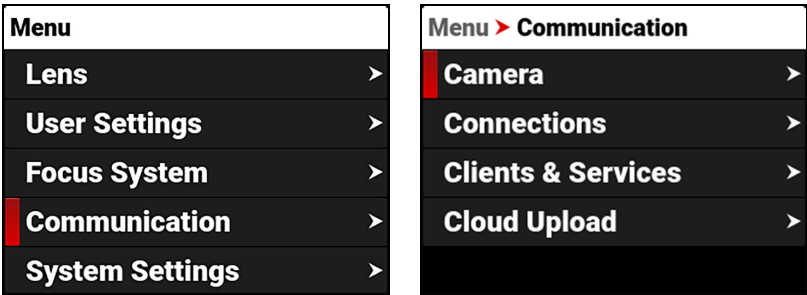 Menu
Lens
User Settings
Focus System
Communication
System Settings
Menu ➤ Communication
Camera
Connections
Clients & Services
Cloud Upload